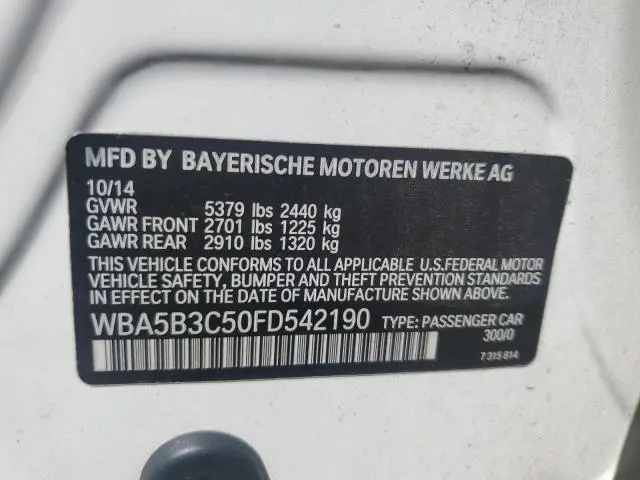 MFD BY BAYERISCHE MOTOREN WERKE AG
10/14
GVWR 5379 lbs 2440 kg
GAWR FRONT 2701 lbs 1225 kg
GAWR REAR 2910 lbs 1320 kg
THIS VEHICLE CONFORMS TO ALL APPLICABLE U.S.FEDERAL MOTOR
VEHICLE SAFETY, BUMPER AND THEFT PREVENTION STANDARDS
IN EFFECT ON THE DATE OF MANUFACTURE SHOWN ABOVE.
WBA5B3C50FD542190 TYPE: PASSENGER CAR
300/0
7 315 814